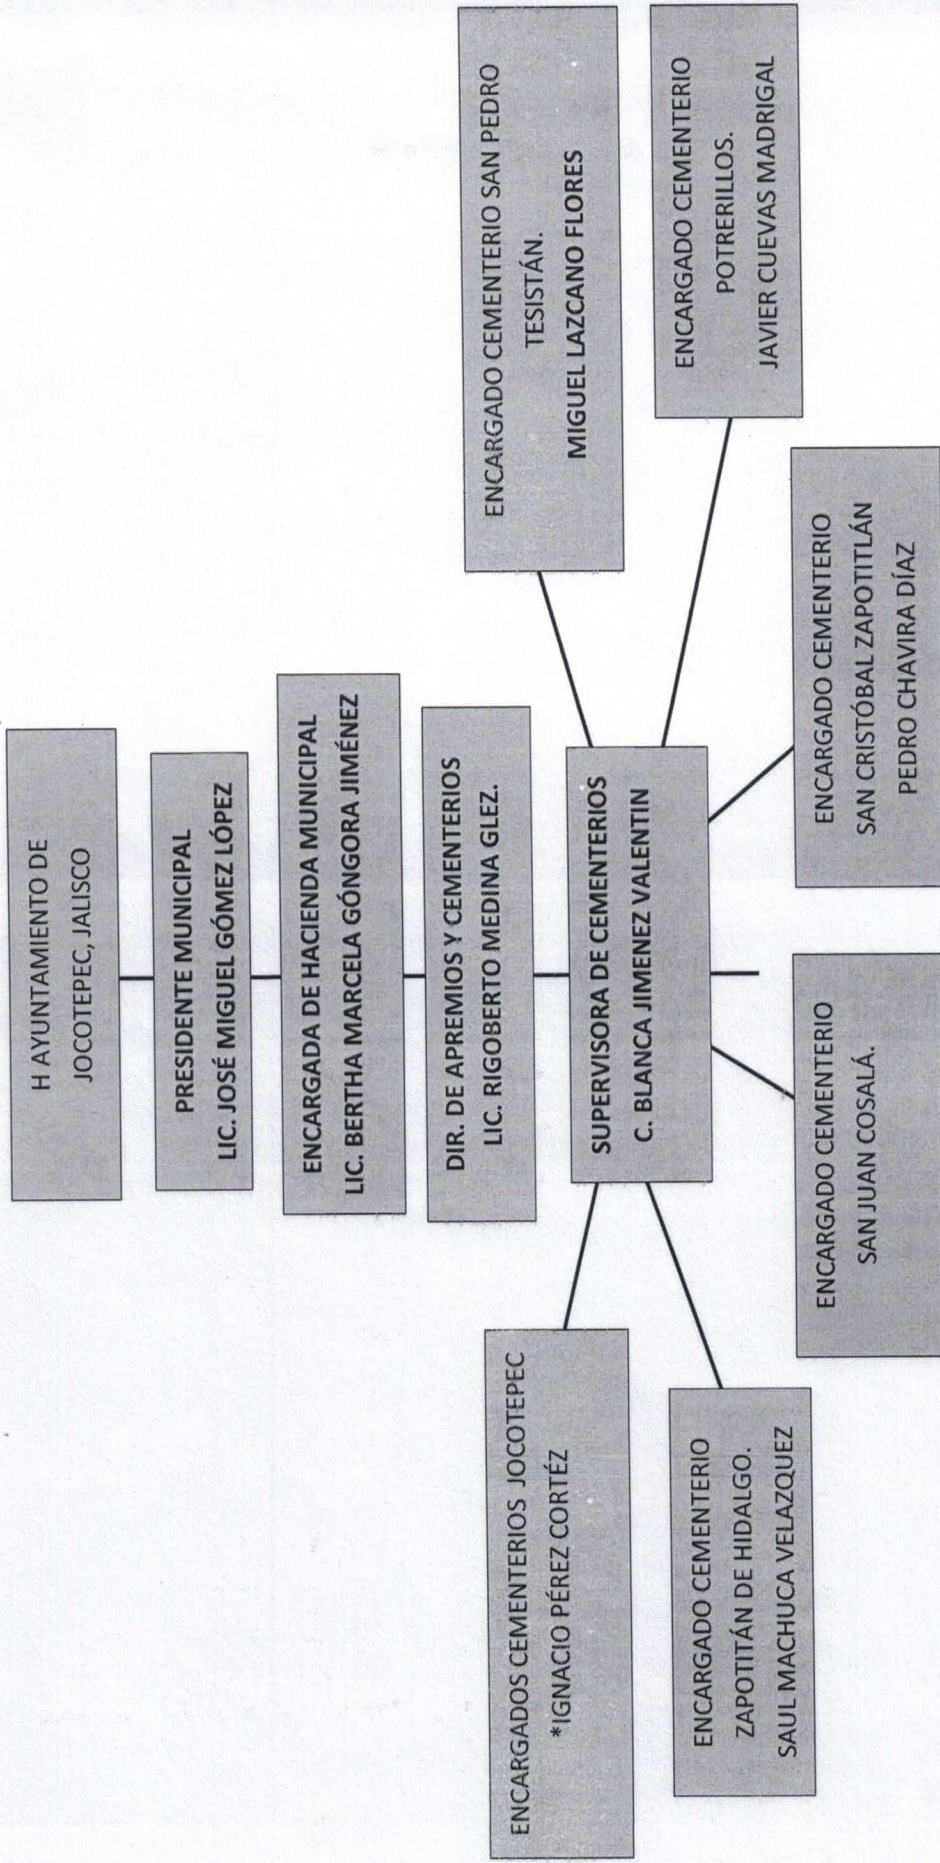 H AYUNTAMIENTO DE
JOCOTEPEC, JALISCO
PRESIDENTE MUNICIPAL
LIC. JOSÉ MIGUEL GÓMEZ LÓPEZ
ENCARGADA DE HACIENDA MUNICIPAL
LIC. BERTHA MARCELA GÓNGORA JIMÉNEZ
DIR. DE APREMIOS Y CEMENTERIOS
LIC. RIGOBERTO MEDINA GLEZ.
SUPERVISORA DE CEMENTERIOS
C. BLANCA JIMENEZ VALENTIN
ENCARGADOS CEMENTERIOS JOCOTEPEC
*IGNACIO PÉREZ CORTÉZ
ENCARGADO CEMENTERIO
ZAPOTITÁN DE HIDALGO.
SAUL MACHUCA VELAZQUEZ
ENCARGADO CEMENTERIO
SAN JUAN COSALÁ.
ENCARGADO CEMENTERIO
SAN CRISTÓBAL ZAPOTITLÁN
PEDRO CHAVIRA DÍAZ
ENCARGADO CEMENTERIO
POTRERILLOS.
JAVIER CUEVAS MADRIGAL
ENCARGADO CEMENTERIO SAN PEDRO
TESISTÁN.
MIGUEL LAZCANO FLORES